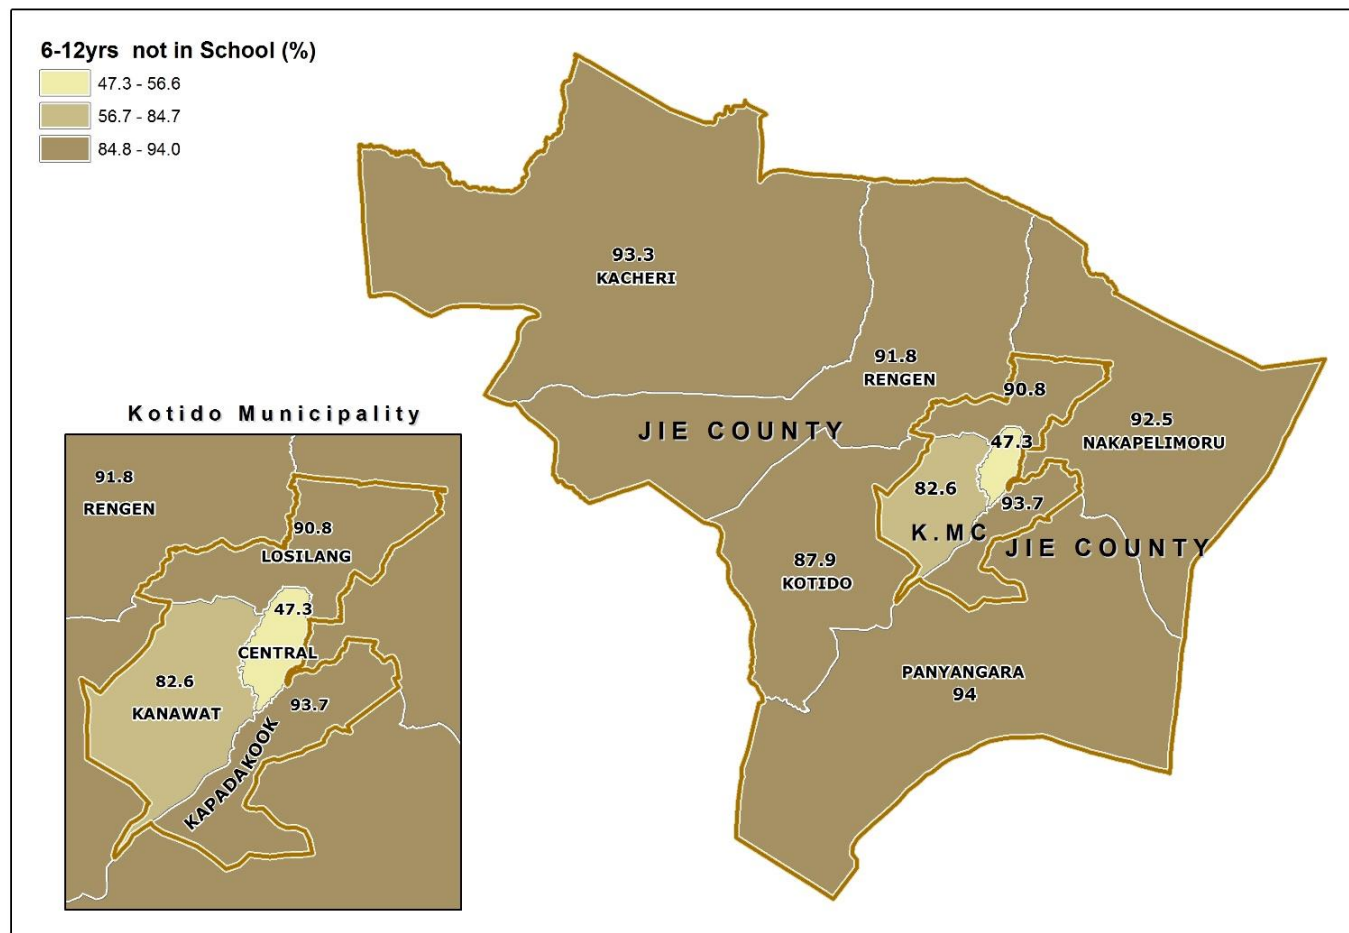 6-12yrs not in School (%)
47.3 - 56.6
56.7 - 84.7
84.8 - 94.0
93.3
KACHERI
91.8
RENGEN
90.8
92.5
NAKAPELIMORU
JIE COUNTY
47.3
82.6
93.7
K.MC
JIE COUNTY
87.9
KOTIDO
PANYANGARA
94
Kotido Municipality
91.8
RENGEN
90.8
LOSILANG
47.3
CENTRAL
82.6
KANAWAT
93.7
KAPADAKOOK